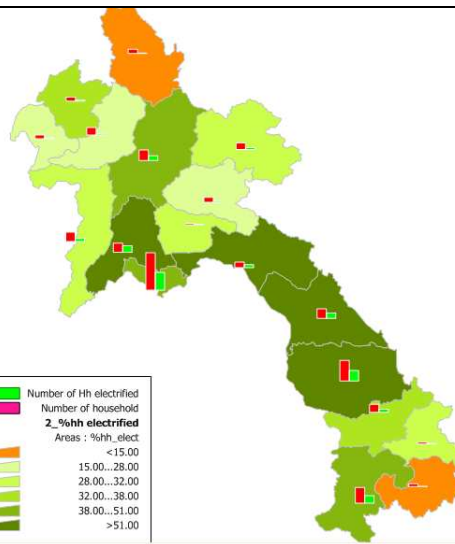 Number of Hh electrified
Number of household
2_%hh electrified
Areas : %hh_elect
<15.00
15.00...28.00
28.00...32.00
32.00...38.00
38.00...51.00
>51.00